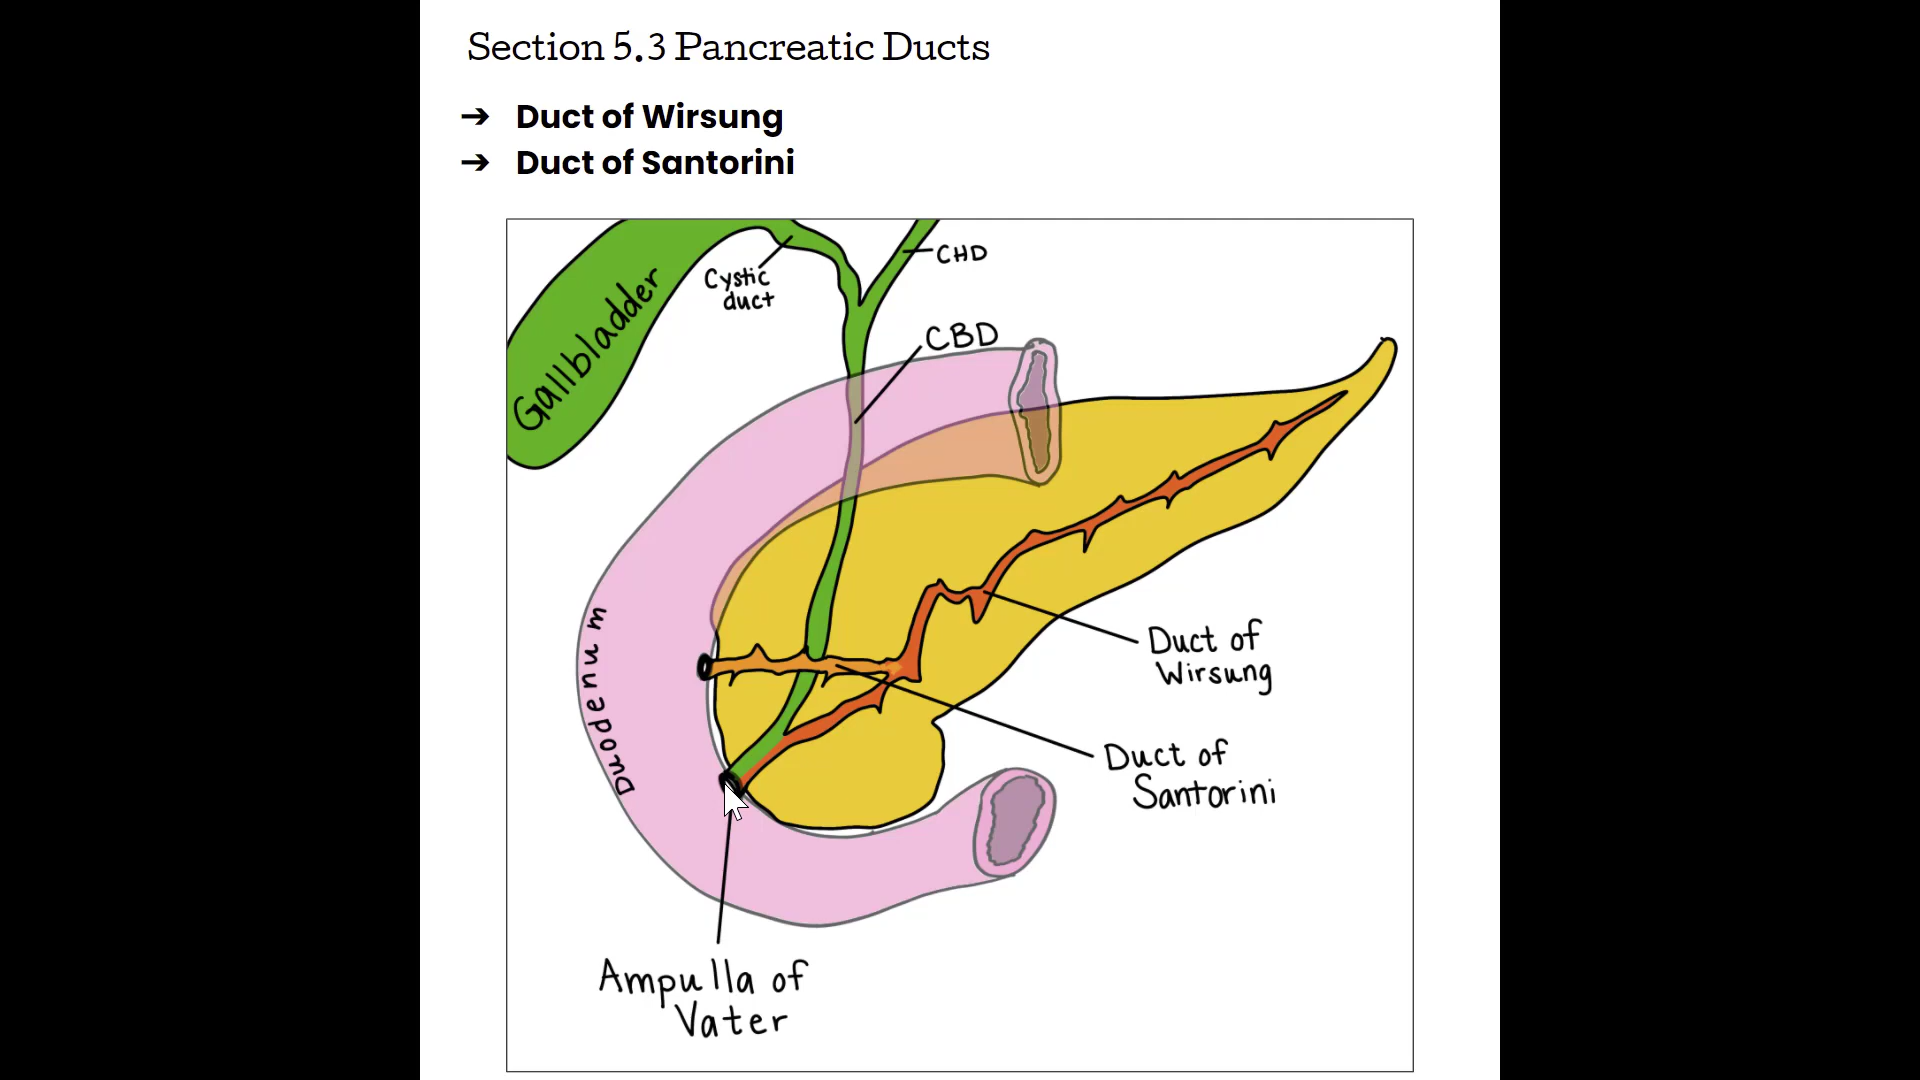 Section 5.3 Pancreatic Ducts
➔ Duct of Wirsung
➔ Duct of Santorini
CHD
Cystic
duct
CBD
Gallbladder
Duodenum
Duct of
Wirsung
Duct of
Santorini
Ampulla of
Vater